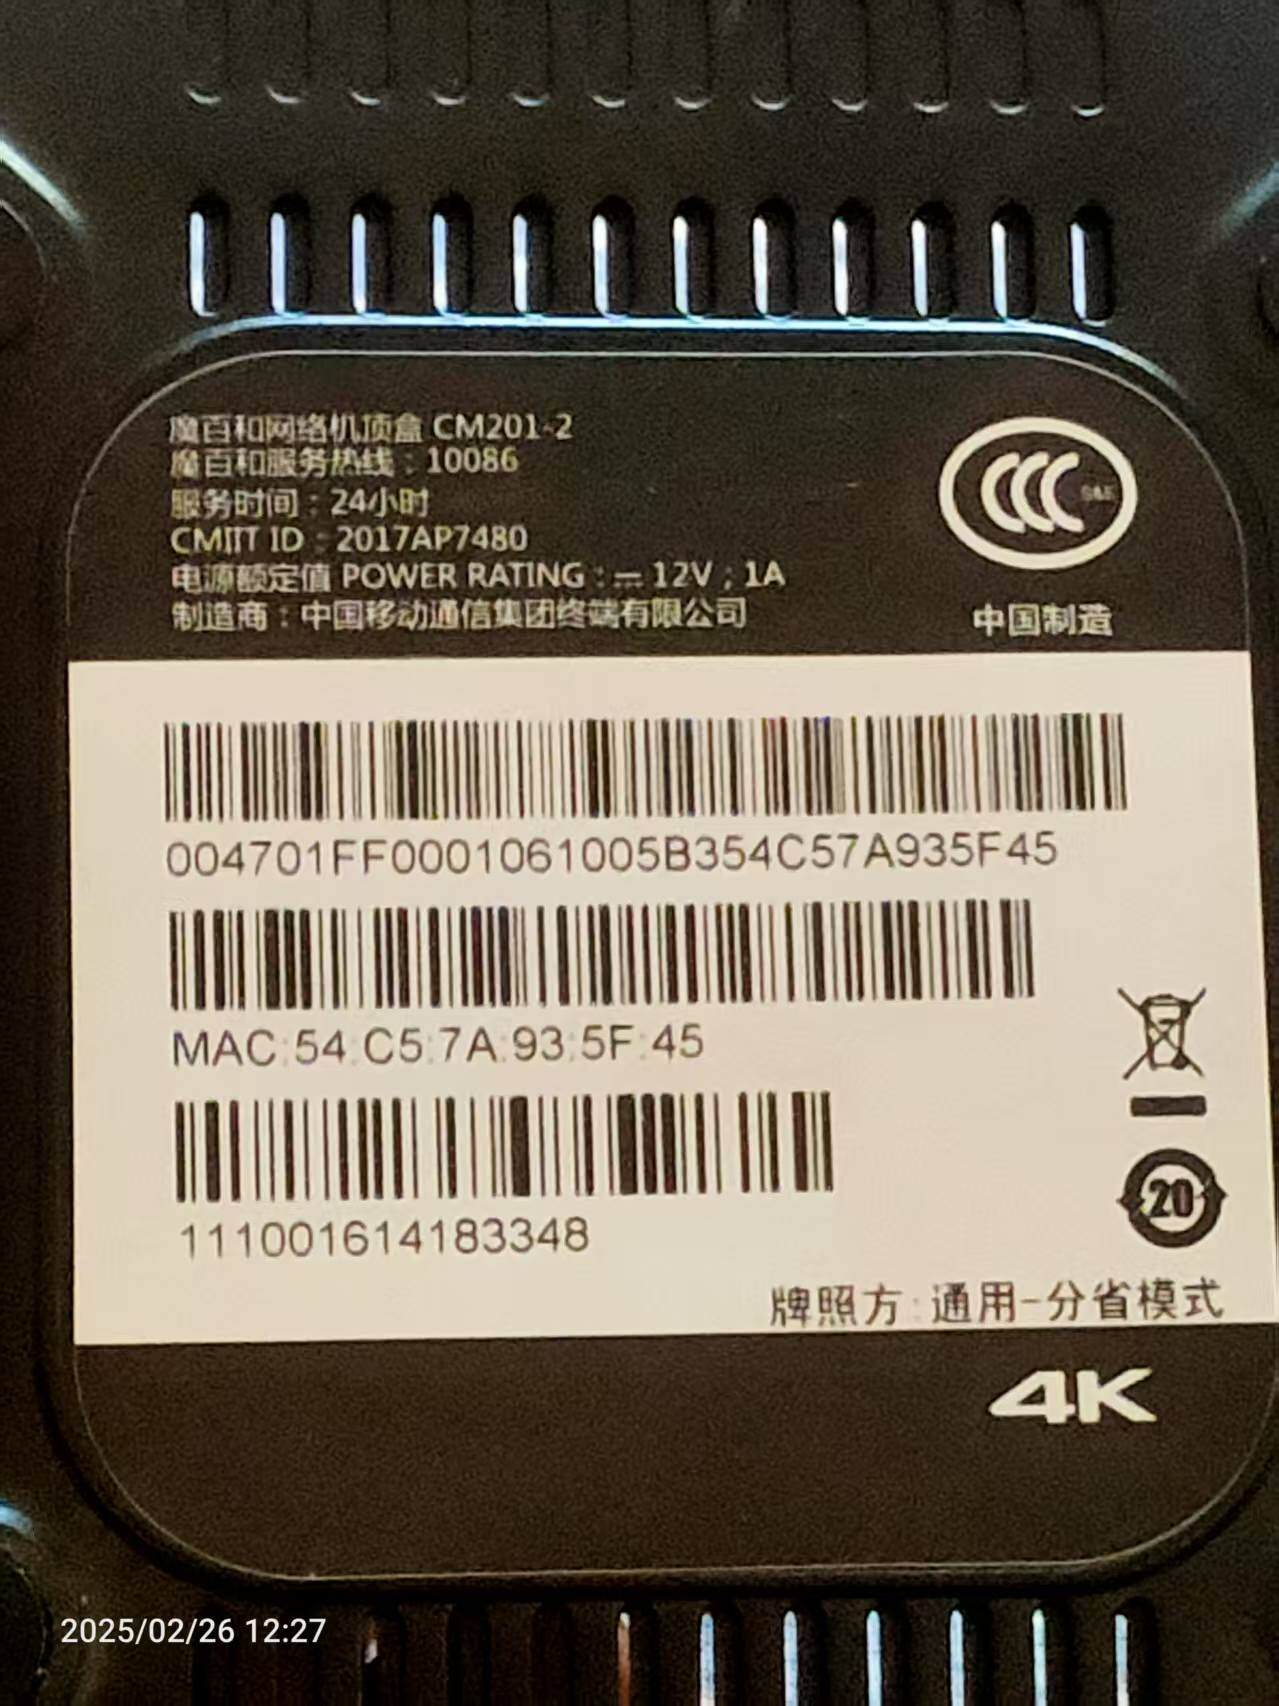 魔百和网络机顶盒 CM201-2
魔百和服务热线：10086
服务时间：24小时
CMIIT ID：2017AP7480
电源额定值 POWER RATING：⎓ 12V；1A
制造商：中国移动通信集团终端有限公司
CCC
中国制造
004701FF0001061005B354C57A935F45
MAC:54:C5:7A:93:5F:45
111001614183348
20
牌照方:通用-分省模式
4K
2025/02/26 12:27